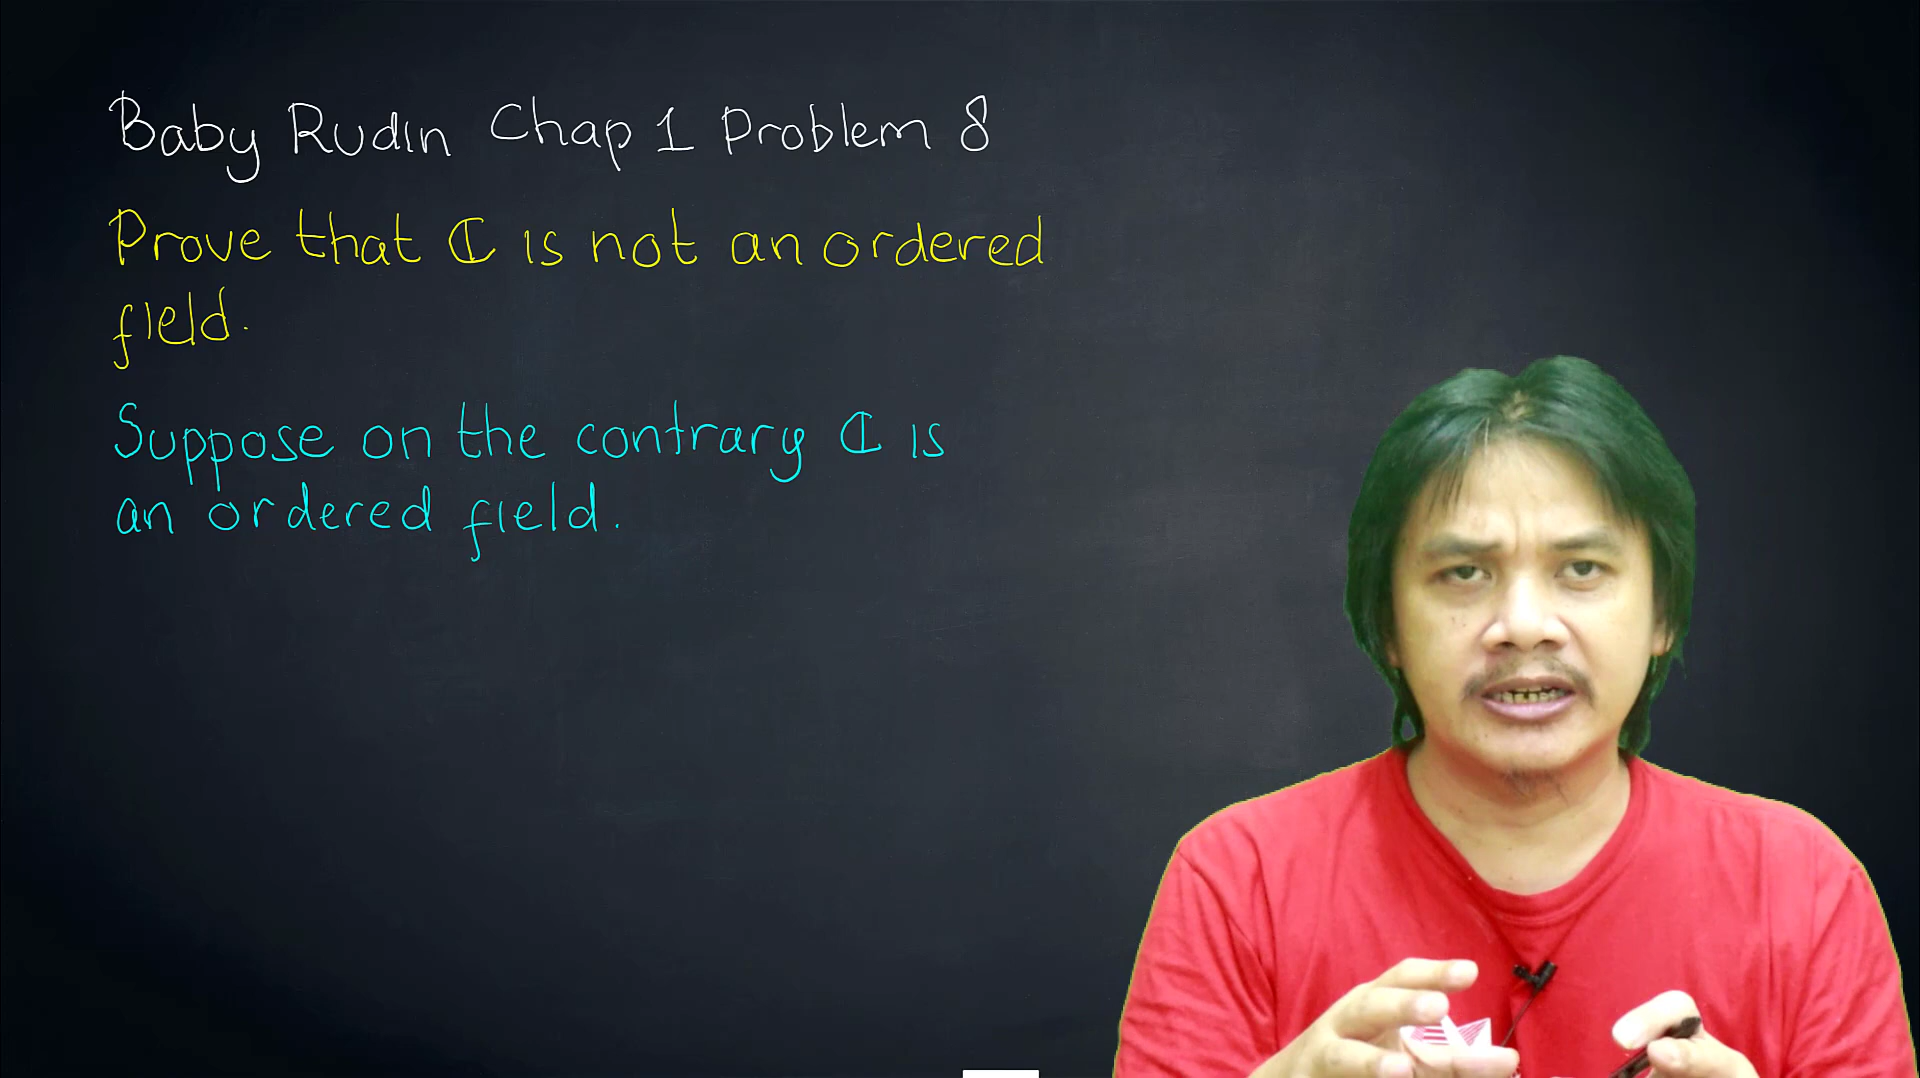 Baby Rudin Chap 1 Problem 8
Prove that ℂ is not an ordered
field.
Suppose on the contrary ℂ is
an ordered field.